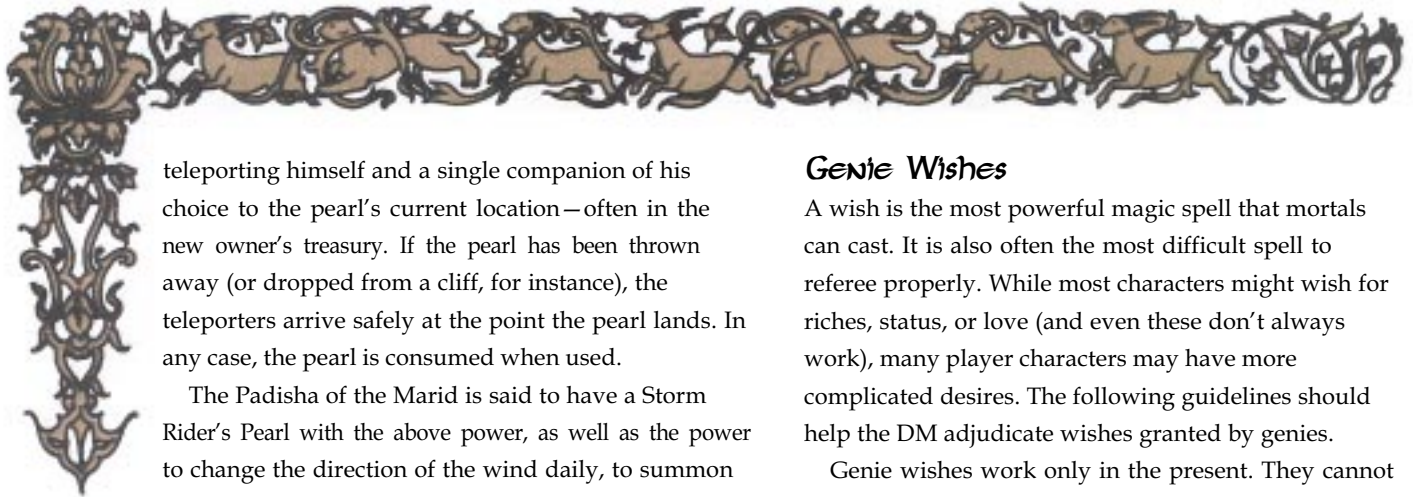 teleporting himself and a single companion of his
choice to the pearl's current location—often in the
new owner's treasury. If the pearl has been thrown
away (or dropped from a cliff, for instance), the
teleporters arrive safely at the point the pearl lands. In
any case, the pearl is consumed when used.
The Padisha of the Marid is said to have a Storm
Rider's Pearl with the above power, as well as the power
to change the direction of the wind daily, to summon
Genie Wishes
A wish is the most powerful magic spell that mortals
can cast. It is also often the most difficult spell to
referee properly. While most characters might wish for
riches, status, or love (and even these don't always
work), many player characters may have more
complicated desires. The following guidelines should
help the DM adjudicate wishes granted by genies.
Genie wishes work only in the present. They cannot